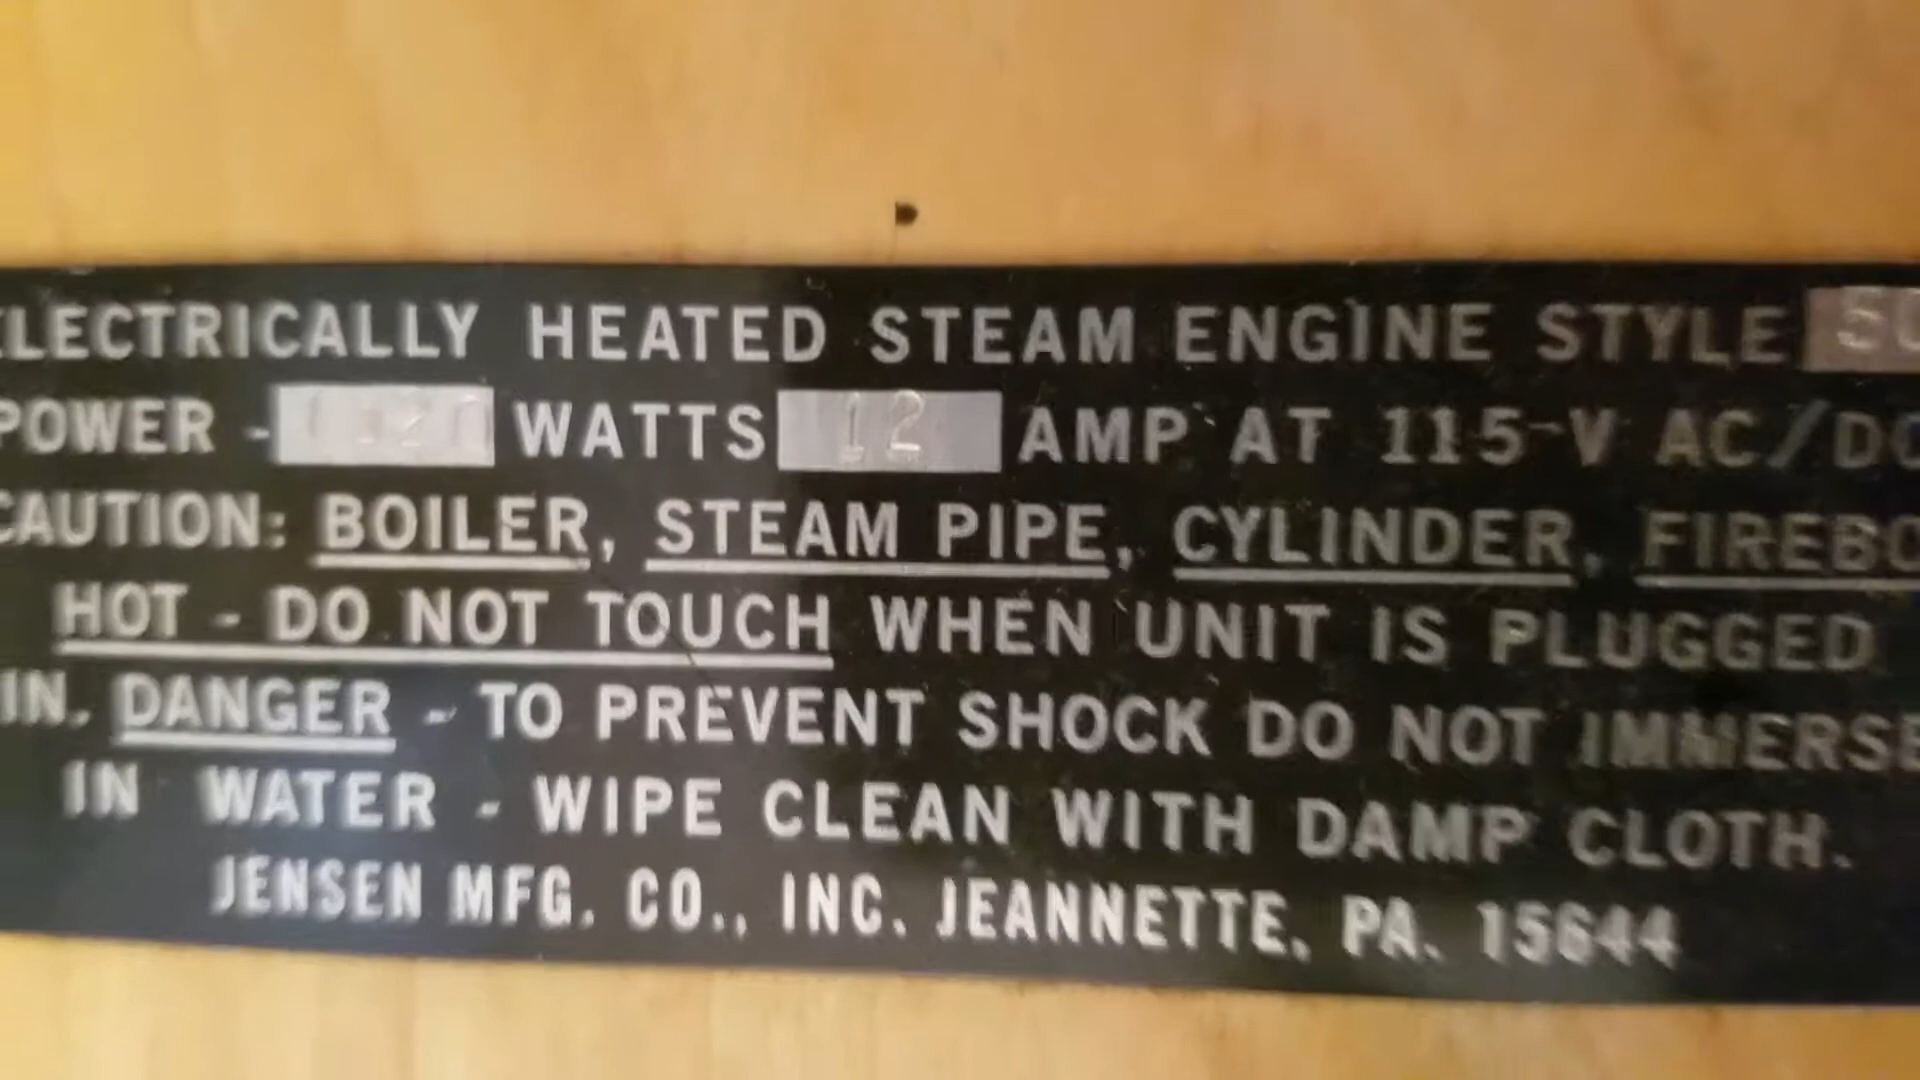 ELECTRICALLY HEATED STEAM ENGINE STYLE
POWER - WATTS 12 AMP AT 115-V AC/DC
CAUTION: BOILER, STEAM PIPE, CYLINDER, FIREBO
HOT - DO NOT TOUCH WHEN UNIT IS PLUGGED
IN. DANGER - TO PREVENT SHOCK DO NOT IMMERSE
IN WATER - WIPE CLEAN WITH DAMP CLOTH.
JENSEN MFG. CO., INC. JEANNETTE, PA. 15644